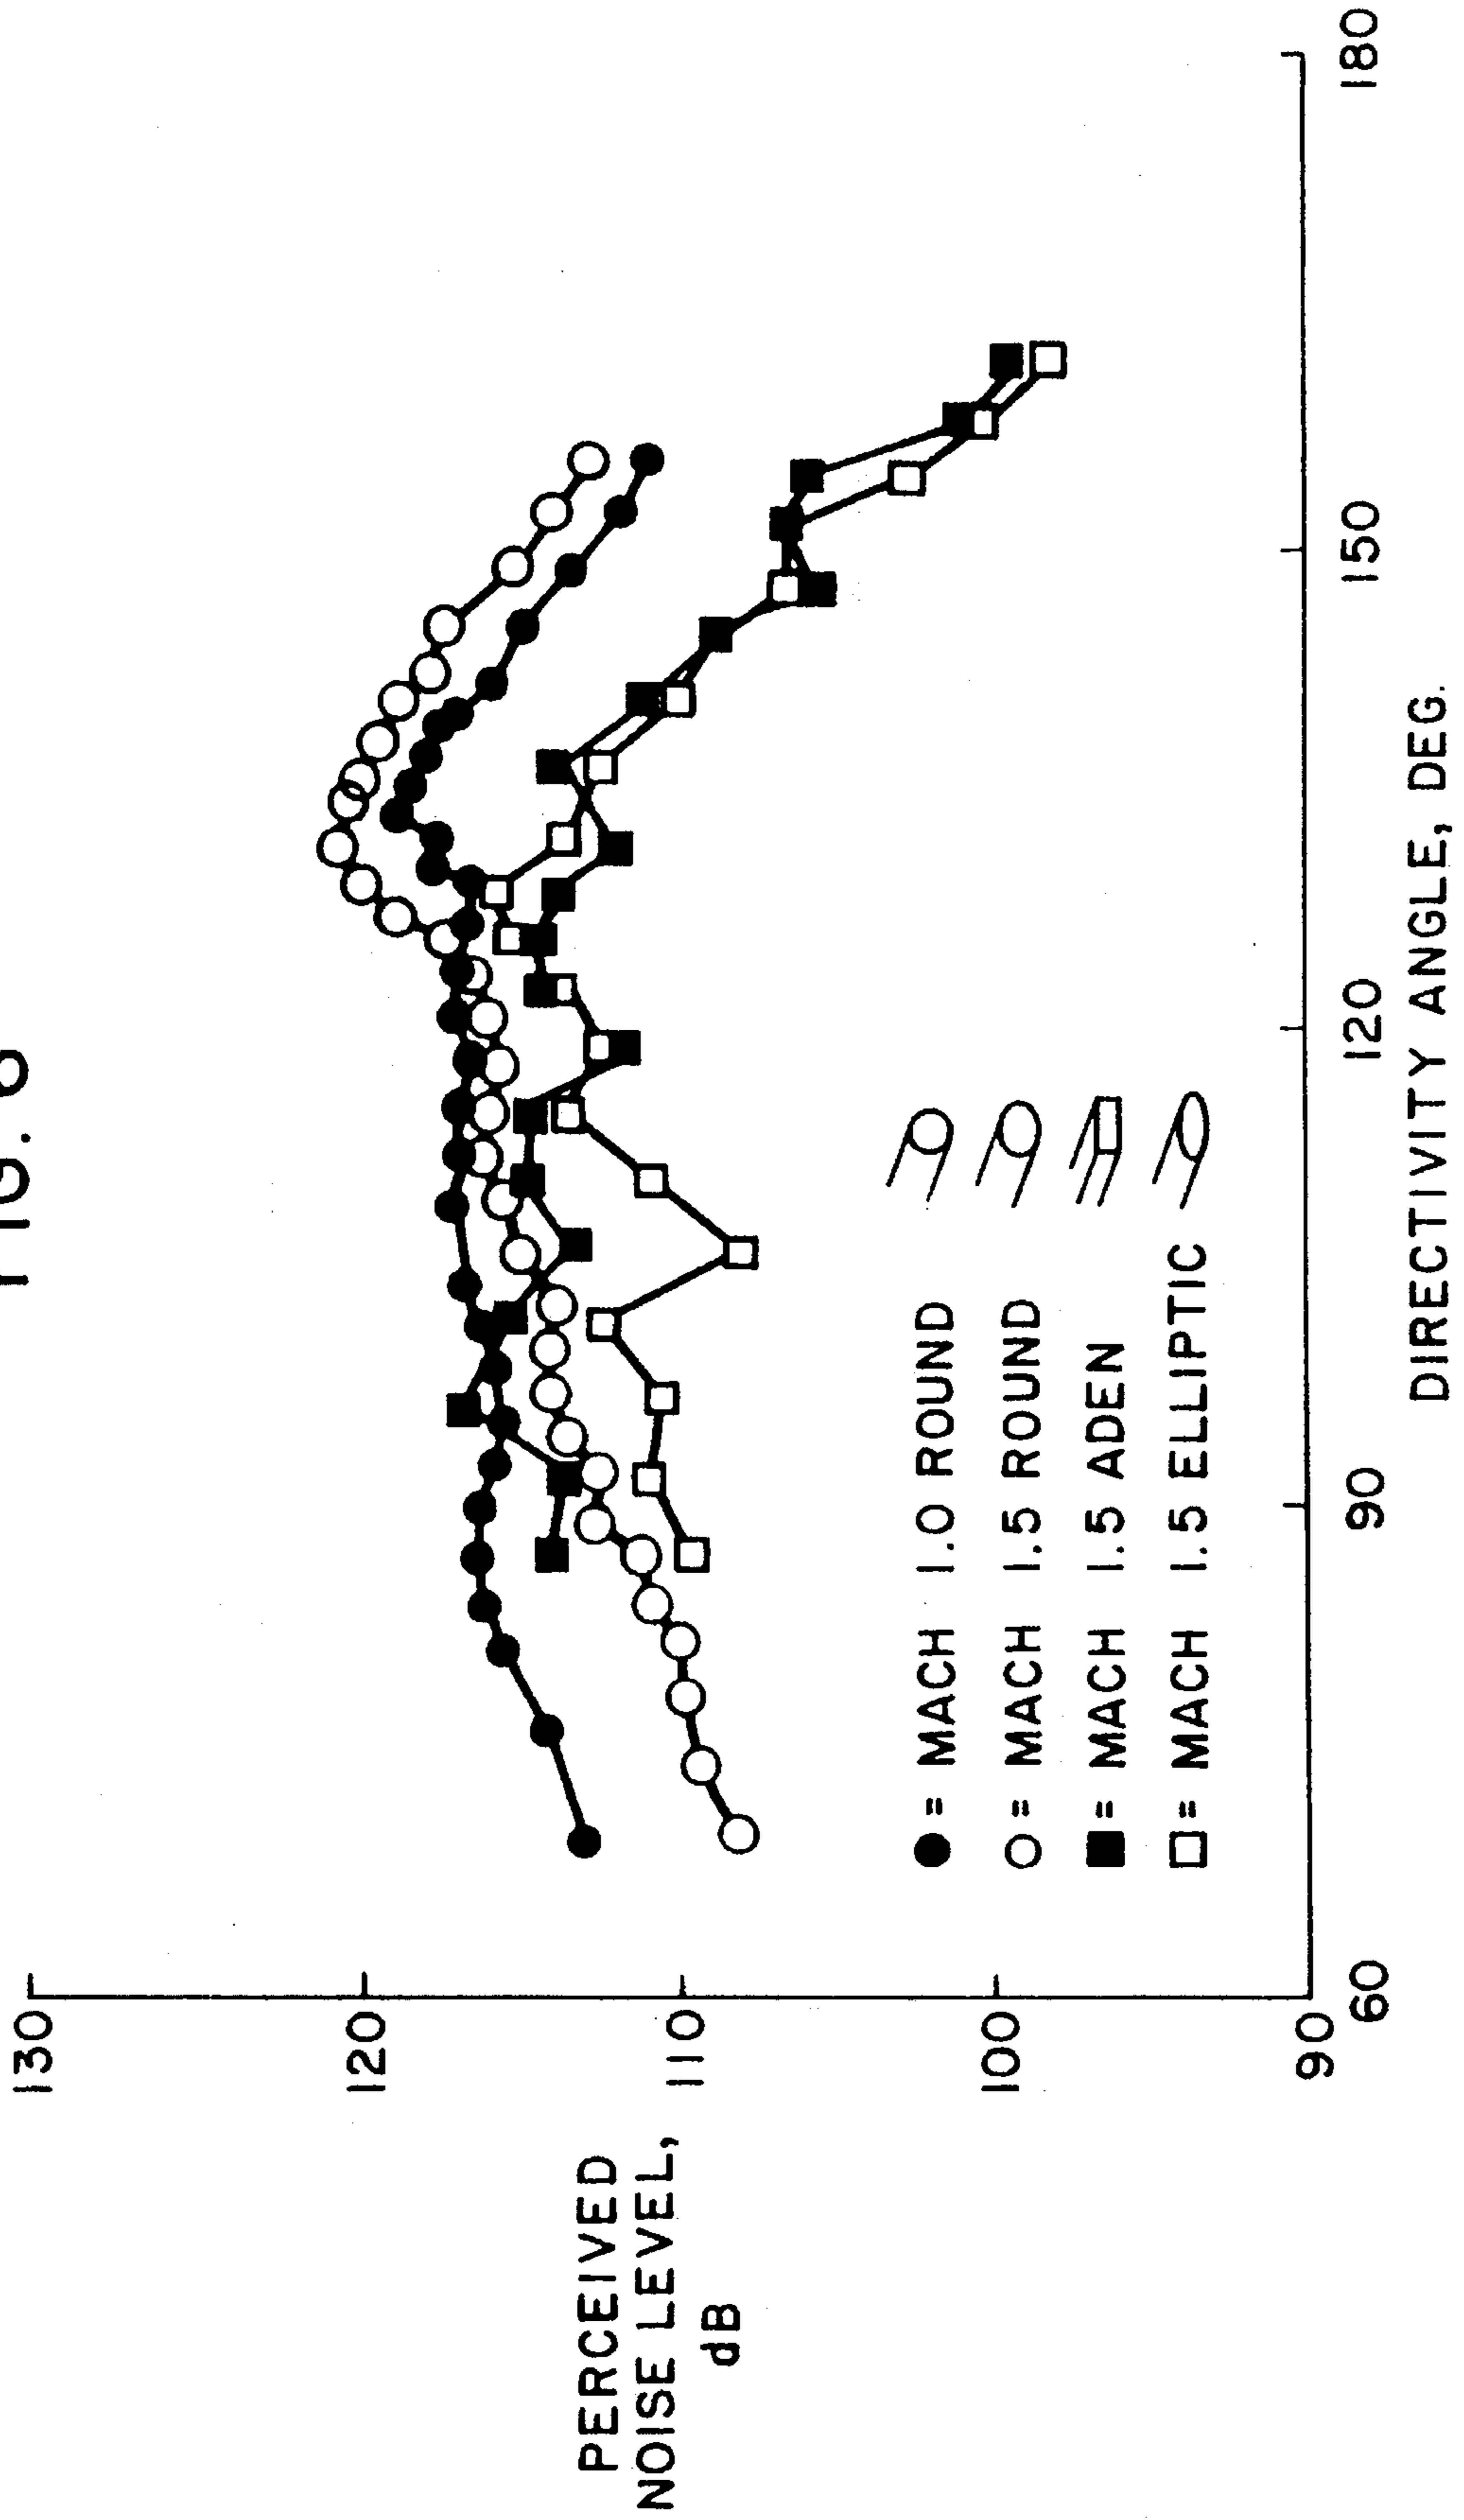 130
120
110
100
90
PERCEIVED
NOISE LEVEL,
dB
● = MACH 1.0 ROUND
○ = MACH 1.5 ROUND
■ = MACH 1.5 ADEN
□ = MACH 1.5 ELLIPTIC
60 90 120 150 180
DIRECTIVITY ANGLE, DEG.